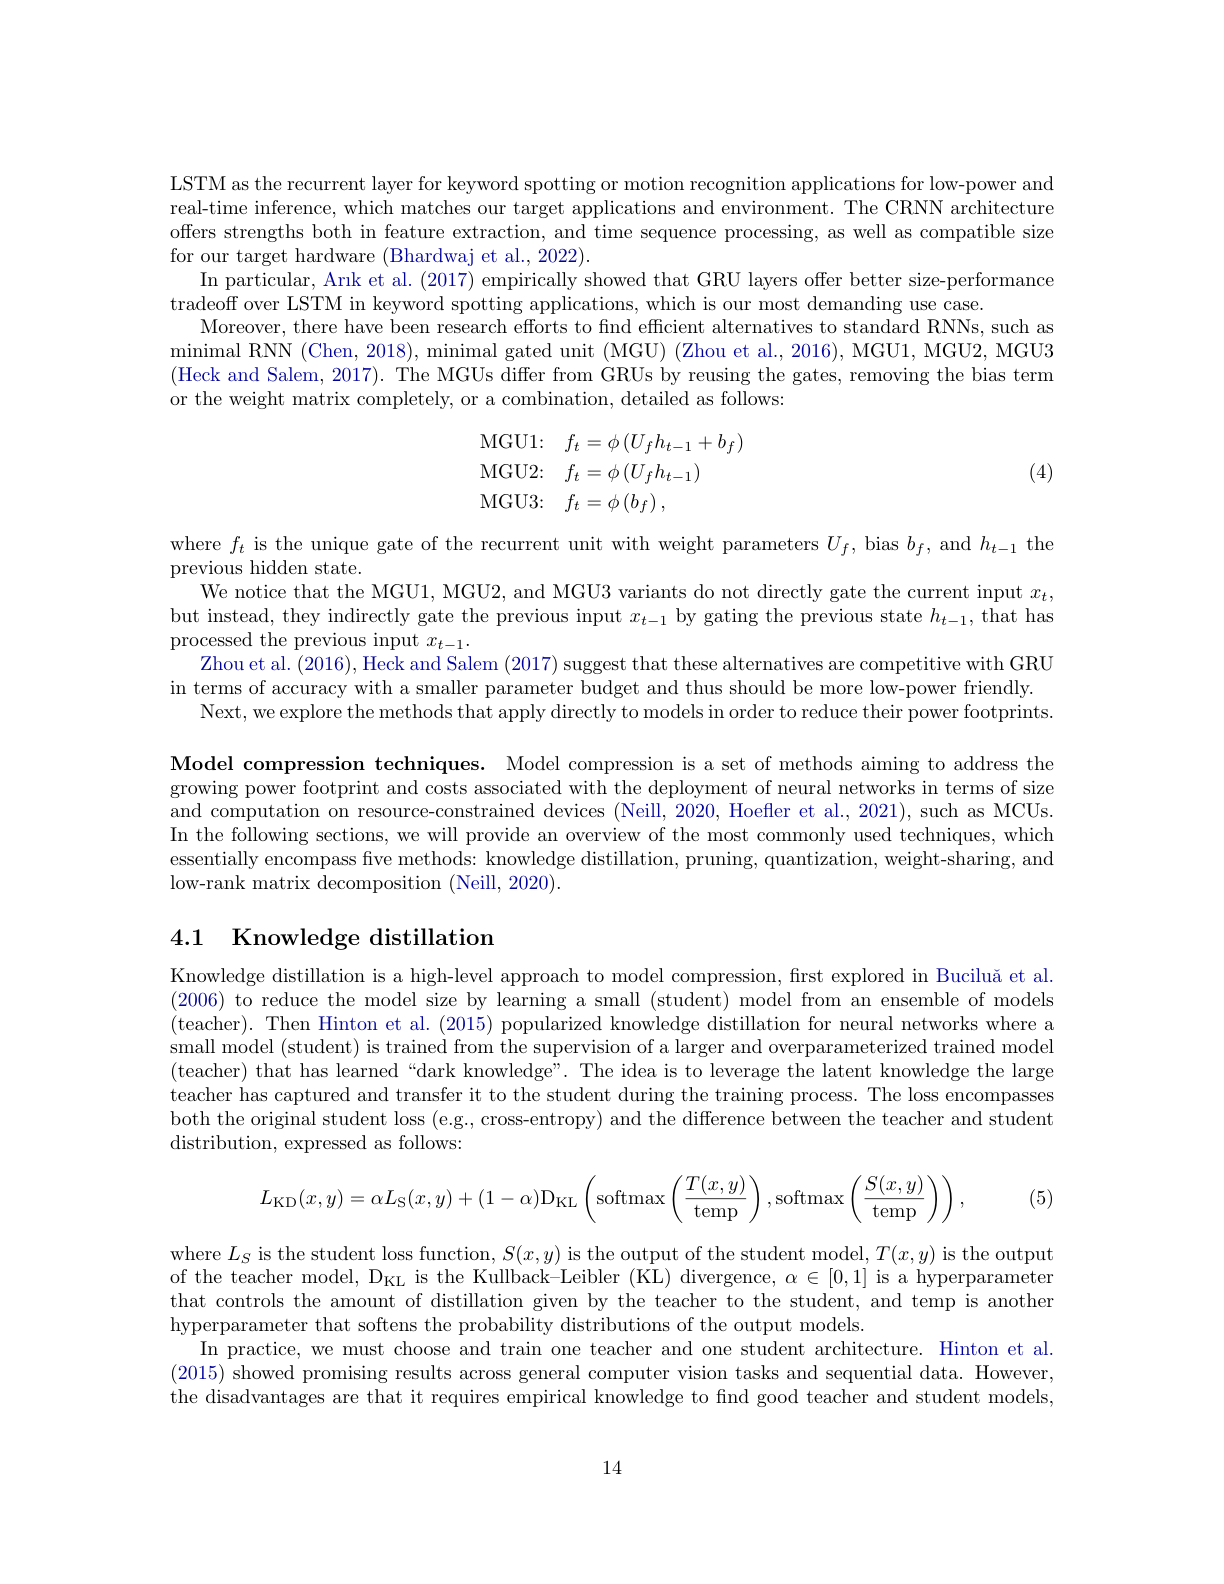 LSTM as the recurrent layer for keyword spotting or motion recognition applications for low-power and
real-time inference, which matches our target applications and environment. The CRNN architecture
offers strengths both in feature extraction, and time sequence processing, as well as compatible size
for our target hardware (Bhardwaj et al., 2022).
In particular, Arık et al. (2017) empirically showed that GRU layers offer better size-performance
tradeoff over LSTM in keyword spotting applications, which is our most demanding use case.
Moreover, there have been research efforts to find efficient alternatives to standard RNNs, such as
minimal RNN (Chen, 2018), minimal gated unit (MGU) (Zhou et al., 2016), MGU1, MGU2, MGU3
(Heck and Salem, 2017). The MGUs differ from GRUs by reusing the gates, removing the bias term
or the weight matrix completely, or a combination, detailed as follows:
MGU1: $f_t = \phi(U_f h_{t-1} + b_f)$
MGU2: $f_t = \phi(U_f h_{t-1})$ (4)
MGU3: $f_t = \phi(b_f)$,
where $f_t$ is the unique gate of the recurrent unit with weight parameters $U_f$, bias $b_f$, and $h_{t-1}$ the
previous hidden state.
We notice that the MGU1, MGU2, and MGU3 variants do not directly gate the current input $x_t$,
but instead, they indirectly gate the previous input $x_{t-1}$ by gating the previous state $h_{t-1}$, that has
processed the previous input $x_{t-1}$.
Zhou et al. (2016), Heck and Salem (2017) suggest that these alternatives are competitive with GRU
in terms of accuracy with a smaller parameter budget and thus should be more low-power friendly.
Next, we explore the methods that apply directly to models in order to reduce their power footprints.
Model compression techniques. Model compression is a set of methods aiming to address the
growing power footprint and costs associated with the deployment of neural networks in terms of size
and computation on resource-constrained devices (Neill, 2020, Hoefler et al., 2021), such as MCUs.
In the following sections, we will provide an overview of the most commonly used techniques, which
essentially encompass five methods: knowledge distillation, pruning, quantization, weight-sharing, and
low-rank matrix decomposition (Neill, 2020).
4.1 Knowledge distillation
Knowledge distillation is a high-level approach to model compression, first explored in Buciluă et al.
(2006) to reduce the model size by learning a small (student) model from an ensemble of models
(teacher). Then Hinton et al. (2015) popularized knowledge distillation for neural networks where a
small model (student) is trained from the supervision of a larger and overparameterized trained model
(teacher) that has learned “dark knowledge”. The idea is to leverage the latent knowledge the large
teacher has captured and transfer it to the student during the training process. The loss encompasses
both the original student loss (e.g., cross-entropy) and the difference between the teacher and student
distribution, expressed as follows:
$L_{\mathrm{KD}}(x, y) = \alpha L_{\mathrm{S}}(x, y) + (1 - \alpha)\mathrm{D}_{\mathrm{KL}}\left(\mathrm{softmax}\left(\frac{T(x, y)}{\mathrm{temp}}\right), \mathrm{softmax}\left(\frac{S(x, y)}{\mathrm{temp}}\right)\right),$ (5)
where $L_S$ is the student loss function, $S(x, y)$ is the output of the student model, $T(x, y)$ is the output
of the teacher model, $\mathrm{D}_{\mathrm{KL}}$ is the Kullback–Leibler (KL) divergence, $\alpha \in [0, 1]$ is a hyperparameter
that controls the amount of distillation given by the teacher to the student, and temp is another
hyperparameter that softens the probability distributions of the output models.
In practice, we must choose and train one teacher and one student architecture. Hinton et al.
(2015) showed promising results across general computer vision tasks and sequential data. However,
the disadvantages are that it requires empirical knowledge to find good teacher and student models,
14